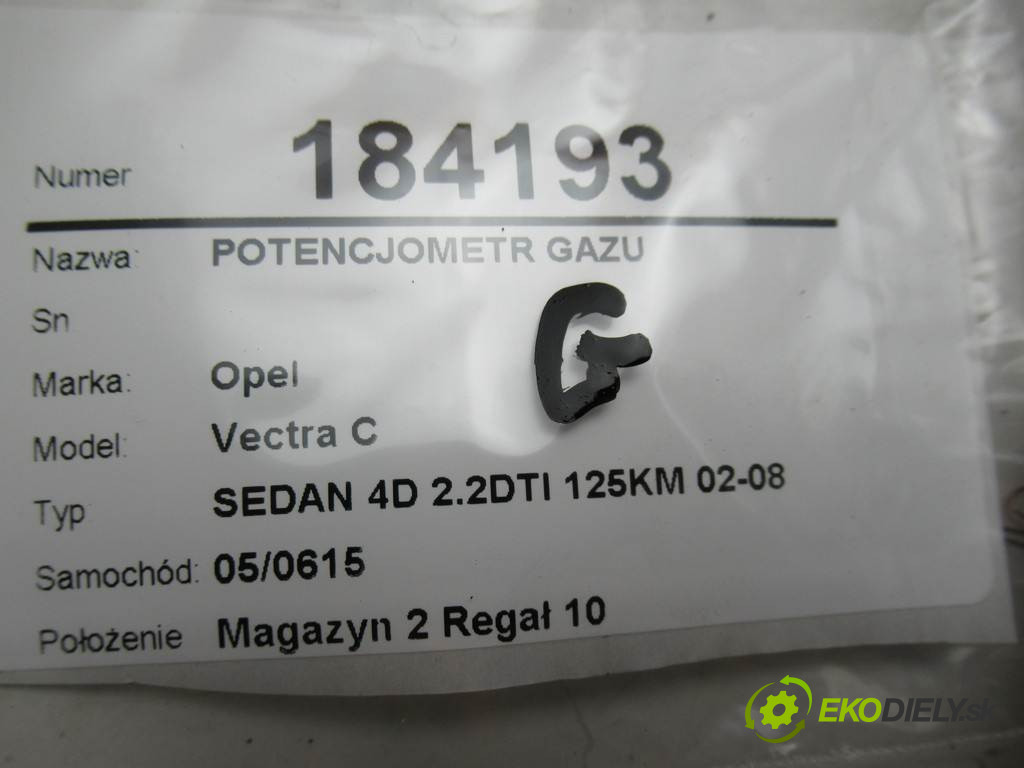 Numer 184193
Nazwa: POTENCJOMETR GAZU
Sn
G
Marka: Opel
Model: Vectra C
Typ SEDAN 4D 2.2DTI 125KM 02-08
Samochód: 05/0615
Położenie Magazyn 2 Regał 10
EKODIELY.sk